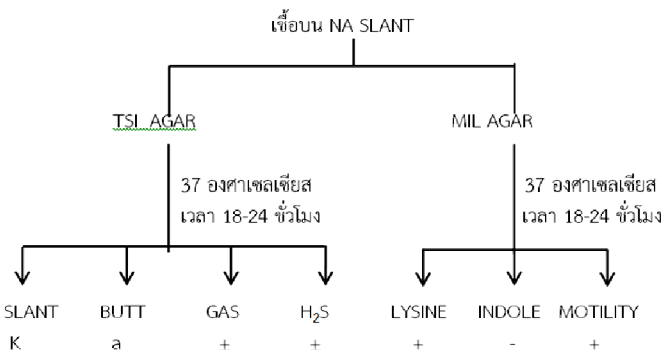 เชื้อบน NA SLANT
TSI AGAR MIL AGAR
37 องศาเซลเซียส 37 องศาเซลเซียส
เวลา 18-24 ชั่วโมง เวลา 18-24 ชั่วโมง
SLANT BUTT GAS H₂S LYSINE INDOLE MOTILITY
K a + + + - +